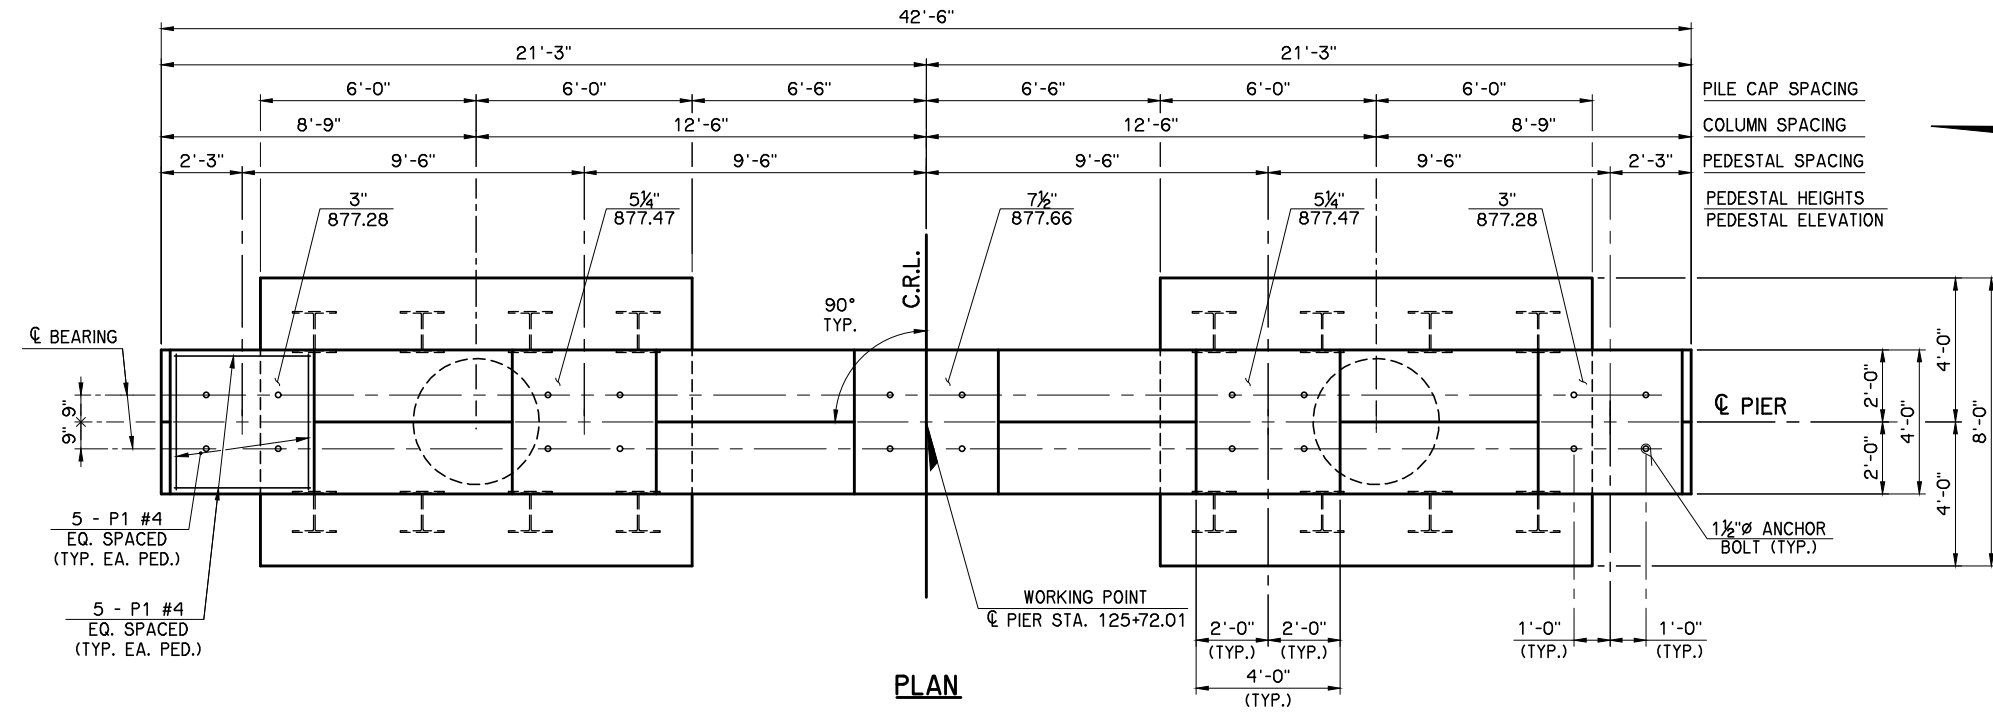 42'-6"
21'-3" 21'-3"
6'-0" 6'-0" 6'-6" 6'-6" 6'-0" 6'-0" PILE CAP SPACING
8'-9" 12'-6" 12'-6" 8'-9" COLUMN SPACING
2'-3" 9'-6" 9'-6" 9'-6" 9'-6" 2'-3" PEDESTAL SPACING
3"
877.28
5¼"
877.47
7½"
877.66
5¼"
877.47
3"
877.28
PEDESTAL HEIGHTS
PEDESTAL ELEVATION
C.R.L.
90°
TYP.
℄ BEARING
9" 9"
℄ PIER
2'-0"
2'-0"
4'-0"
4'-0"
4'-0"
8'-0"
5 - P1 #4
EQ. SPACED
(TYP. EA. PED.)
5 - P1 #4
EQ. SPACED
(TYP. EA. PED.)
1½"Ø ANCHOR
BOLT (TYP.)
WORKING POINT
℄ PIER STA. 125+72.01
2'-0" 2'-0"
(TYP.) (TYP.)
4'-0"
(TYP.)
1'-0" 1'-0"
(TYP.) (TYP.)
PLAN